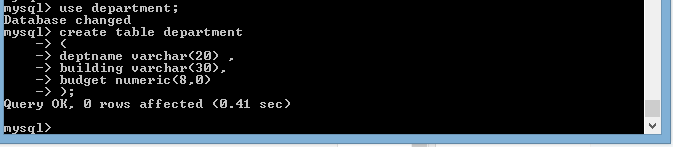 mysql> use department;
Database changed
mysql> create table department
    -> (
    -> deptname varchar(20) ,
    -> building varchar(30),
    -> budget numeric(8,0)
    -> );
Query OK, 0 rows affected (0.41 sec)
mysql>